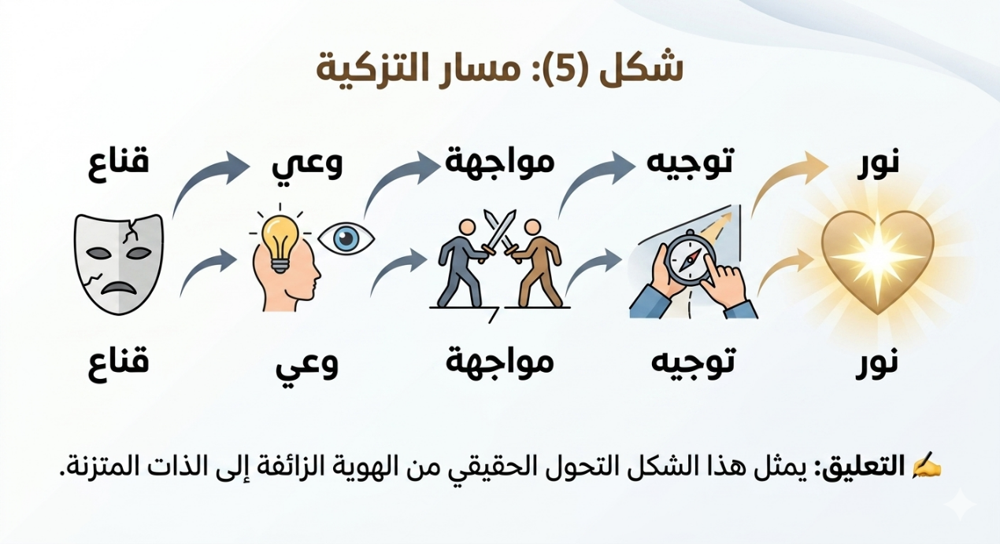 شكل (5): مسار التزكية
قناع وعي مواجهة توجيه نور
قناع وعي مواجهة توجيه نور
✍️ التعليق: يمثل هذا الشكل التحول الحقيقي من الهوية الزائفة إلى الذات المتزنة.